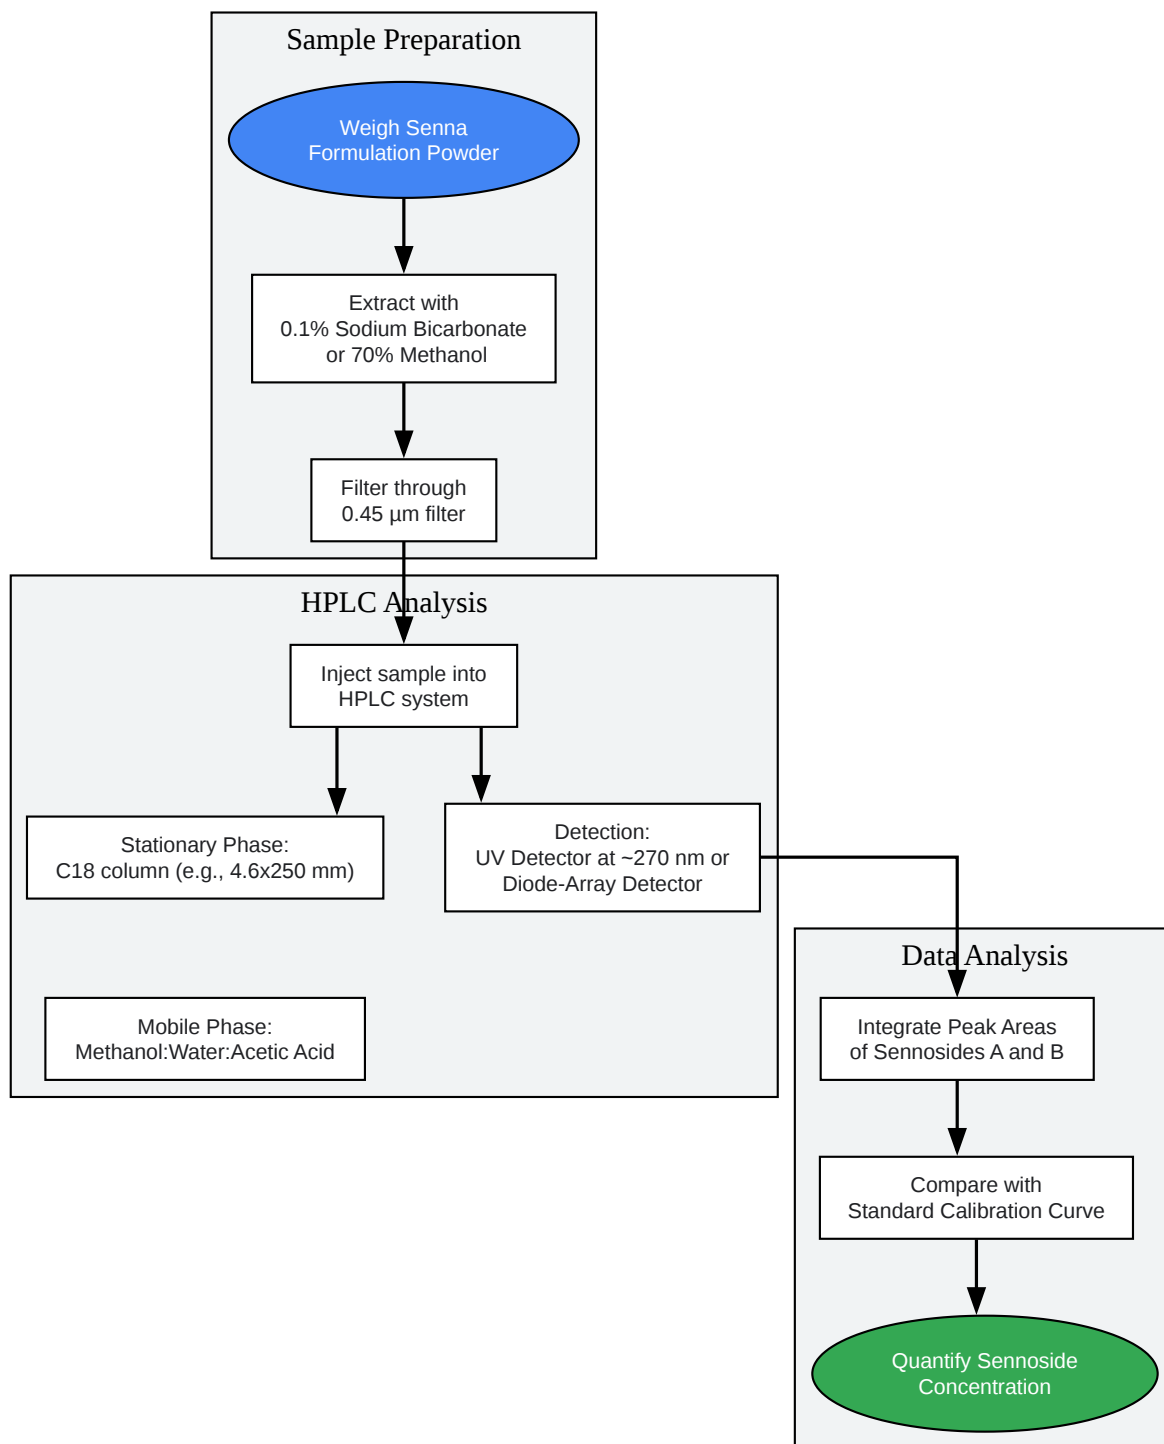 Sample Preparation
Weigh Senna
Formulation Powder
Extract with
0.1% Sodium Bicarbonate
or 70% Methanol
Filter through
0.45 µm filter
HPLC Analysis
Inject sample into
HPLC system
Stationary Phase:
C18 column (e.g., 4.6x250 mm)
Detection:
UV Detector at ~270 nm or
Diode-Array Detector
Mobile Phase:
Methanol:Water:Acetic Acid
Data Analysis
Integrate Peak Areas
of Sennosides A and B
Compare with
Standard Calibration Curve
Quantify Sennoside
Concentration